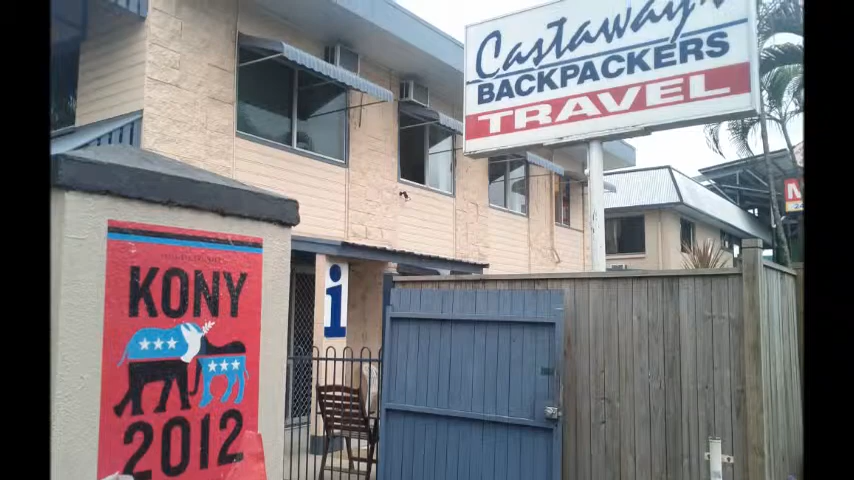 Castaways
BACKPACKERS
TRAVEL
i
KONY
2012